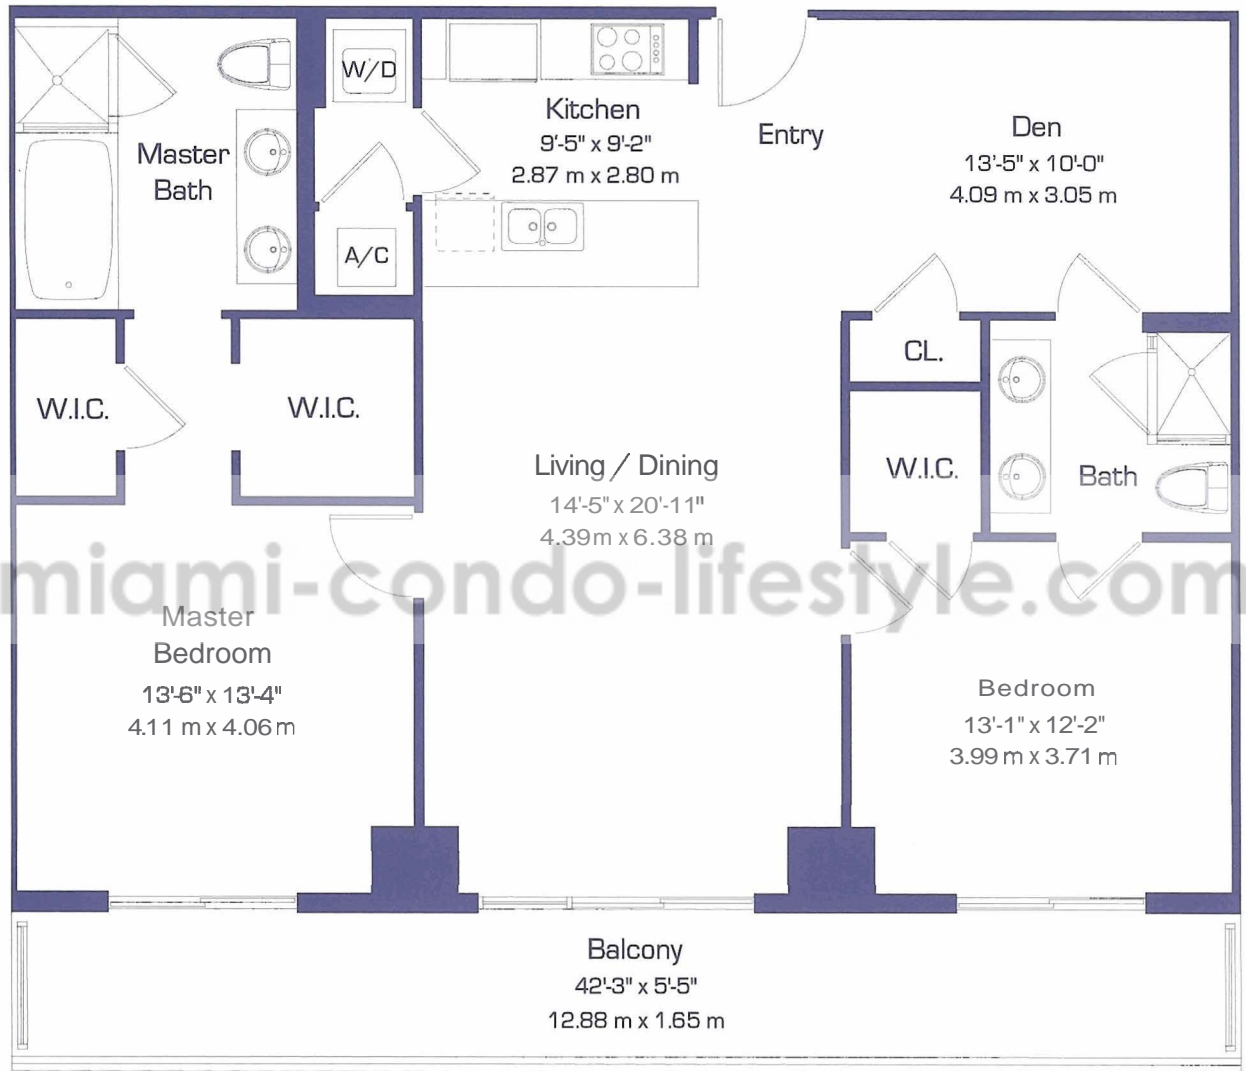 W/D
Kitchen
9'-5" x 9'-2"
2.87 m x 2.80 m
Entry
Den
13'-5" x 10'-0"
4.09 m x 3.05 m
Master
Bath
A/C
CL.
W.I.C.
W.I.C.
Living / Dining
14'-5" x 20'-11"
4.39m x 6.38 m
W.I.C.
Bath
miami-condo-lifestyle.com
Master
Bedroom
13'-6" x 13'-4"
4.11 m x 4.06 m
Bedroom
13'-1" x 12'-2"
3.99 m x 3.71 m
Balcony
42'-3" x 5'-5"
12.88 m x 1.65 m